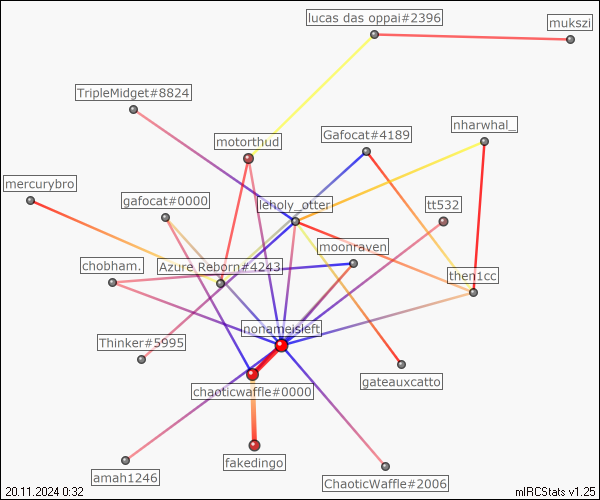 lucas das oppai#2396
mukszi
TripleMidget#8824
nharwhal_
motorthud
Gafocat#4189
mercurybro
gafocat#0000
leholy_otter
tt532
moonraven
chobham.
Azure Reborn#4243
then1cc
nonameisleft
Thinker#5995
gateauxcatto
chaoticwaffle#0000
fakedingo
amah1246
ChaoticWaffle#2006
20.11.2024 0:32
mIRCStats v1.25